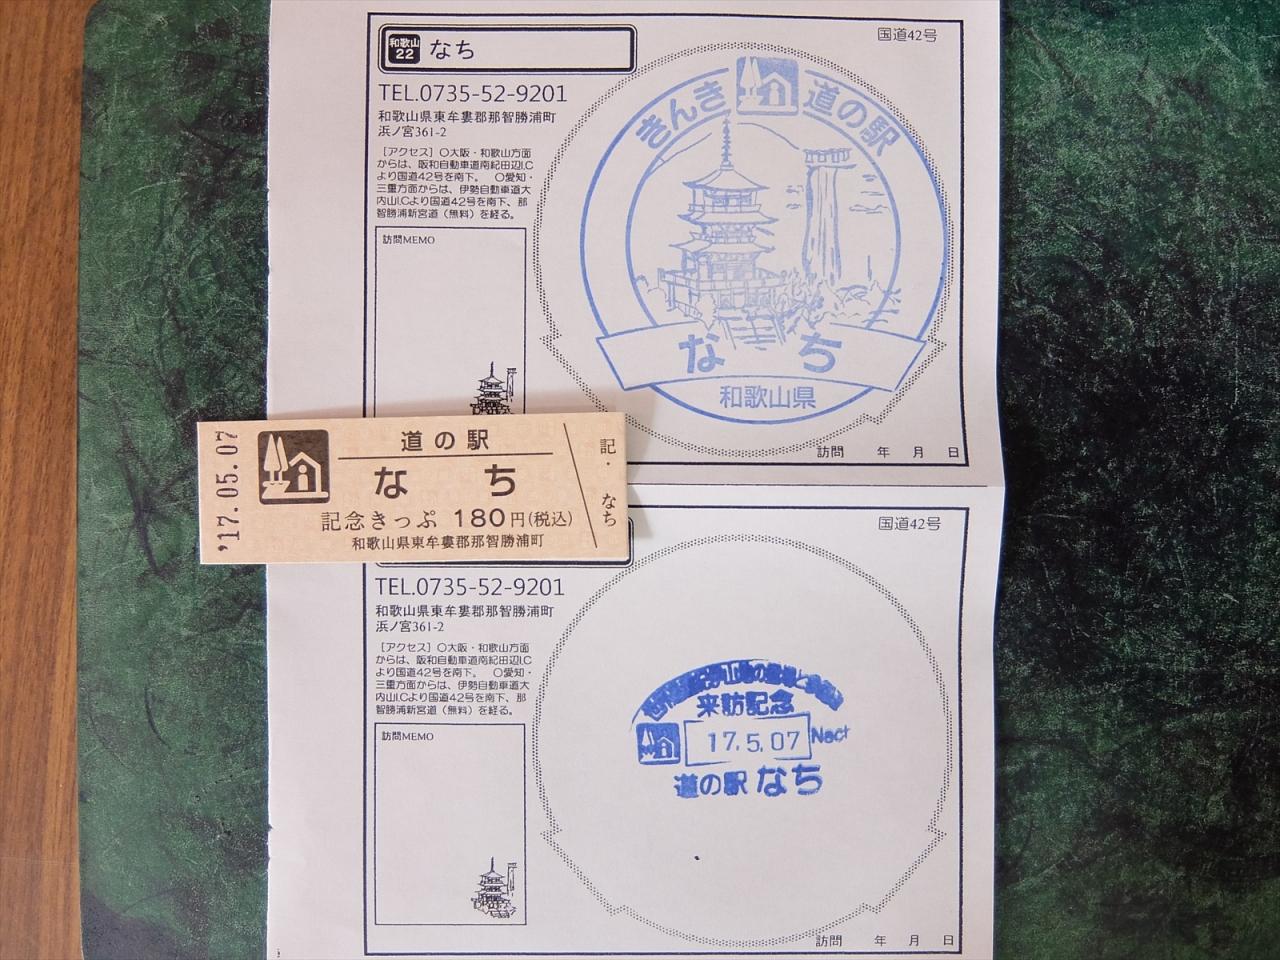 和歌山
22
なち
国道42号
TEL.0735-52-9201
和歌山県東牟婁郡那智勝浦町
浜ノ宮361-2
［アクセス］〇大阪・和歌山方面
からは、阪和自動車道南紀田辺I.C
より国道42号を南下。　〇愛知・
三重方面からは、伊勢自動車道大
内山I.Cより国道42号を南下、那
智勝浦新宮道（無料）を経る。
訪問MEMO
きんき 道の駅
なち
和歌山県
訪問　年　月　日
'17.05.07
道の駅
なち
記念きっぷ 180円(税込)
和歌山県東牟婁郡那智勝浦町
記・なち
国道42号
TEL.0735-52-9201
和歌山県東牟婁郡那智勝浦町
浜ノ宮361-2
［アクセス］〇大阪・和歌山方面
からは、阪和自動車道南紀田辺I.C
より国道42号を南下。　〇愛知・
三重方面からは、伊勢自動車道大
内山I.Cより国道42号を南下、那
智勝浦新宮道（無料）を経る。
訪問MEMO
来訪記念
17.5.07
道の駅 なち
訪問　年　月　日